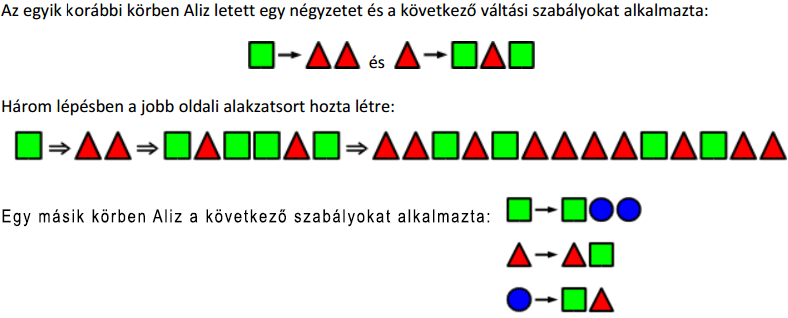 Az egyik korábbi körben Aliz letett egy négyzetet és a következő váltási szabályokat alkalmazta:
és
Három lépésben a jobb oldali alakzatsort hozta létre:
Egy másik körben Aliz a következő szabályokat alkalmazta: